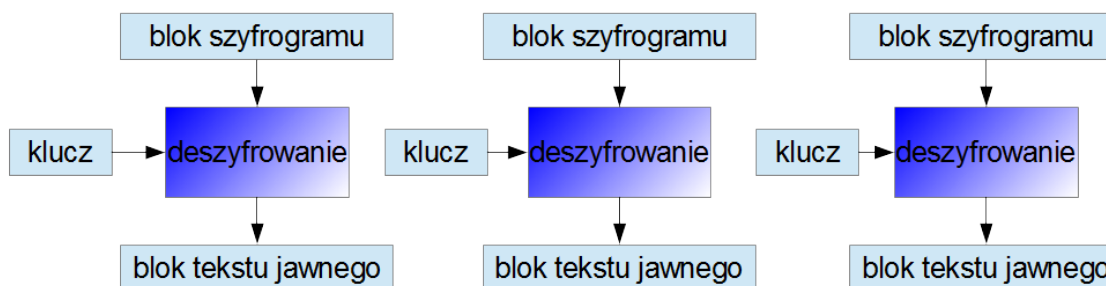 blok szyfrogramu
blok szyfrogramu
blok szyfrogramu
klucz
deszyfrowanie
klucz
deszyfrowanie
klucz
deszyfrowanie
blok tekstu jawnego
blok tekstu jawnego
blok tekstu jawnego